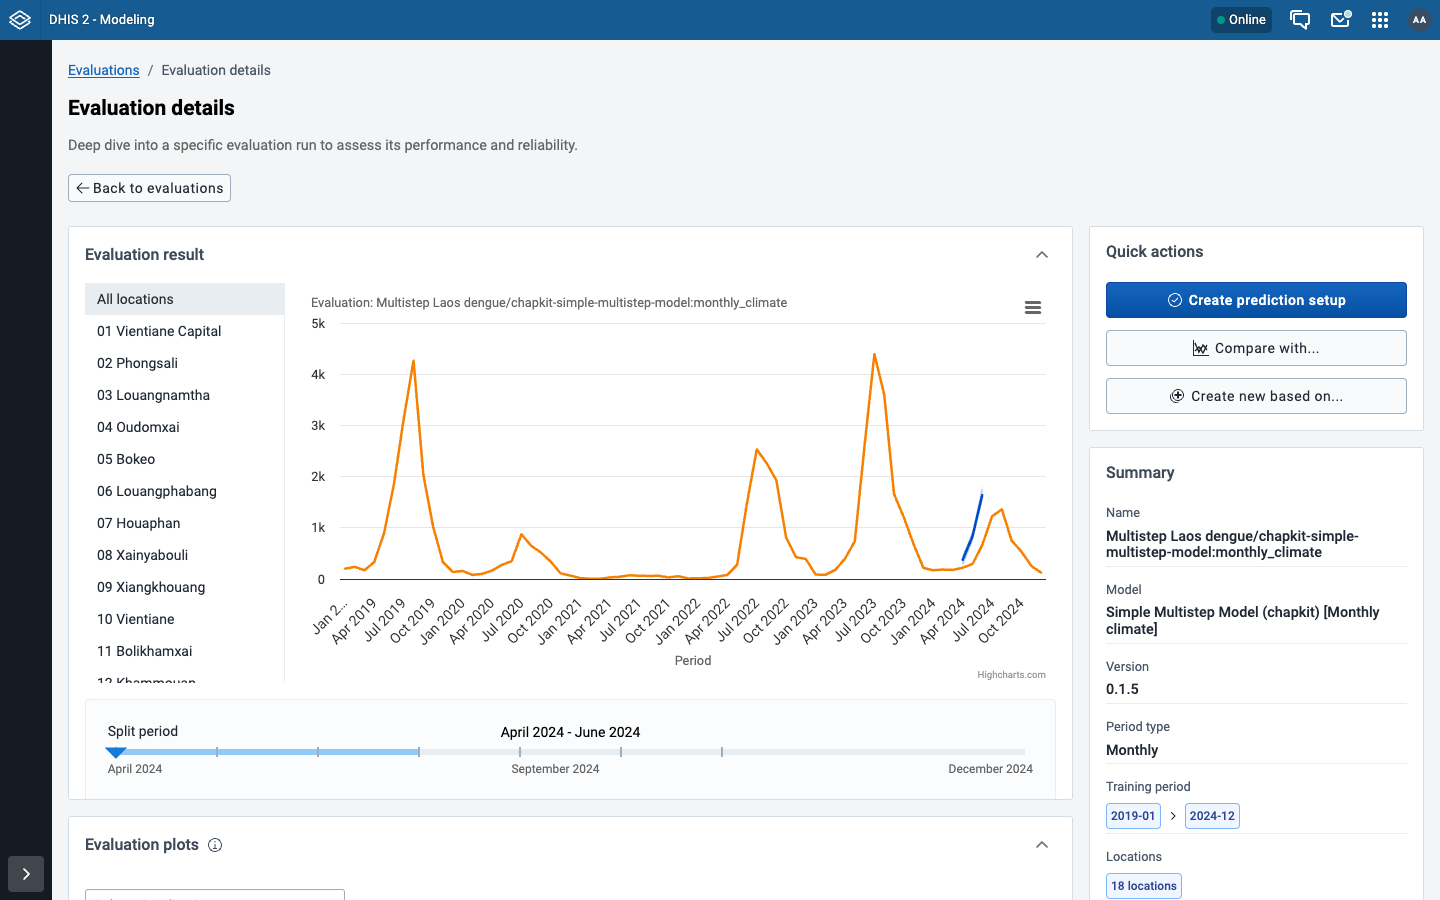 DHIS 2 - Modeling
Online
AA
Evaluations / Evaluation details
Evaluation details
Deep dive into a specific evaluation run to assess its performance and reliability.
Back to evaluations
Evaluation result
All locations
01 Vientiane Capital
02 Phongsali
03 Louangnamtha
04 Oudomxai
05 Bokeo
06 Louangphabang
07 Houaphan
08 Xainyabouli
09 Xiangkhouang
10 Vientiane
11 Bolikhamxai
12 Khammouan
Evaluation: Multistep Laos dengue/chapkit-simple-multistep-model:monthly_climate
5k
4k
3k
2k
1k
0
Jan 2...
Apr 2019
Jul 2019
Oct 2019
Jan 2020
Apr 2020
Jul 2020
Oct 2020
Jan 2021
Apr 2021
Jul 2021
Oct 2021
Jan 2022
Apr 2022
Jul 2022
Oct 2022
Jan 2023
Apr 2023
Jul 2023
Oct 2023
Jan 2024
Apr 2024
Jul 2024
Oct 2024
Period
Highcharts.com
Split period
April 2024 - June 2024
April 2024
September 2024
December 2024
Evaluation plots
Quick actions
Create prediction setup
Compare with...
Create new based on...
Summary
Name
Multistep Laos dengue/chapkit-simple-
multistep-model:monthly_climate
Model
Simple Multistep Model (chapkit) [Monthly
climate]
Version
0.1.5
Period type
Monthly
Training period
2019-01 > 2024-12
Locations
18 locations